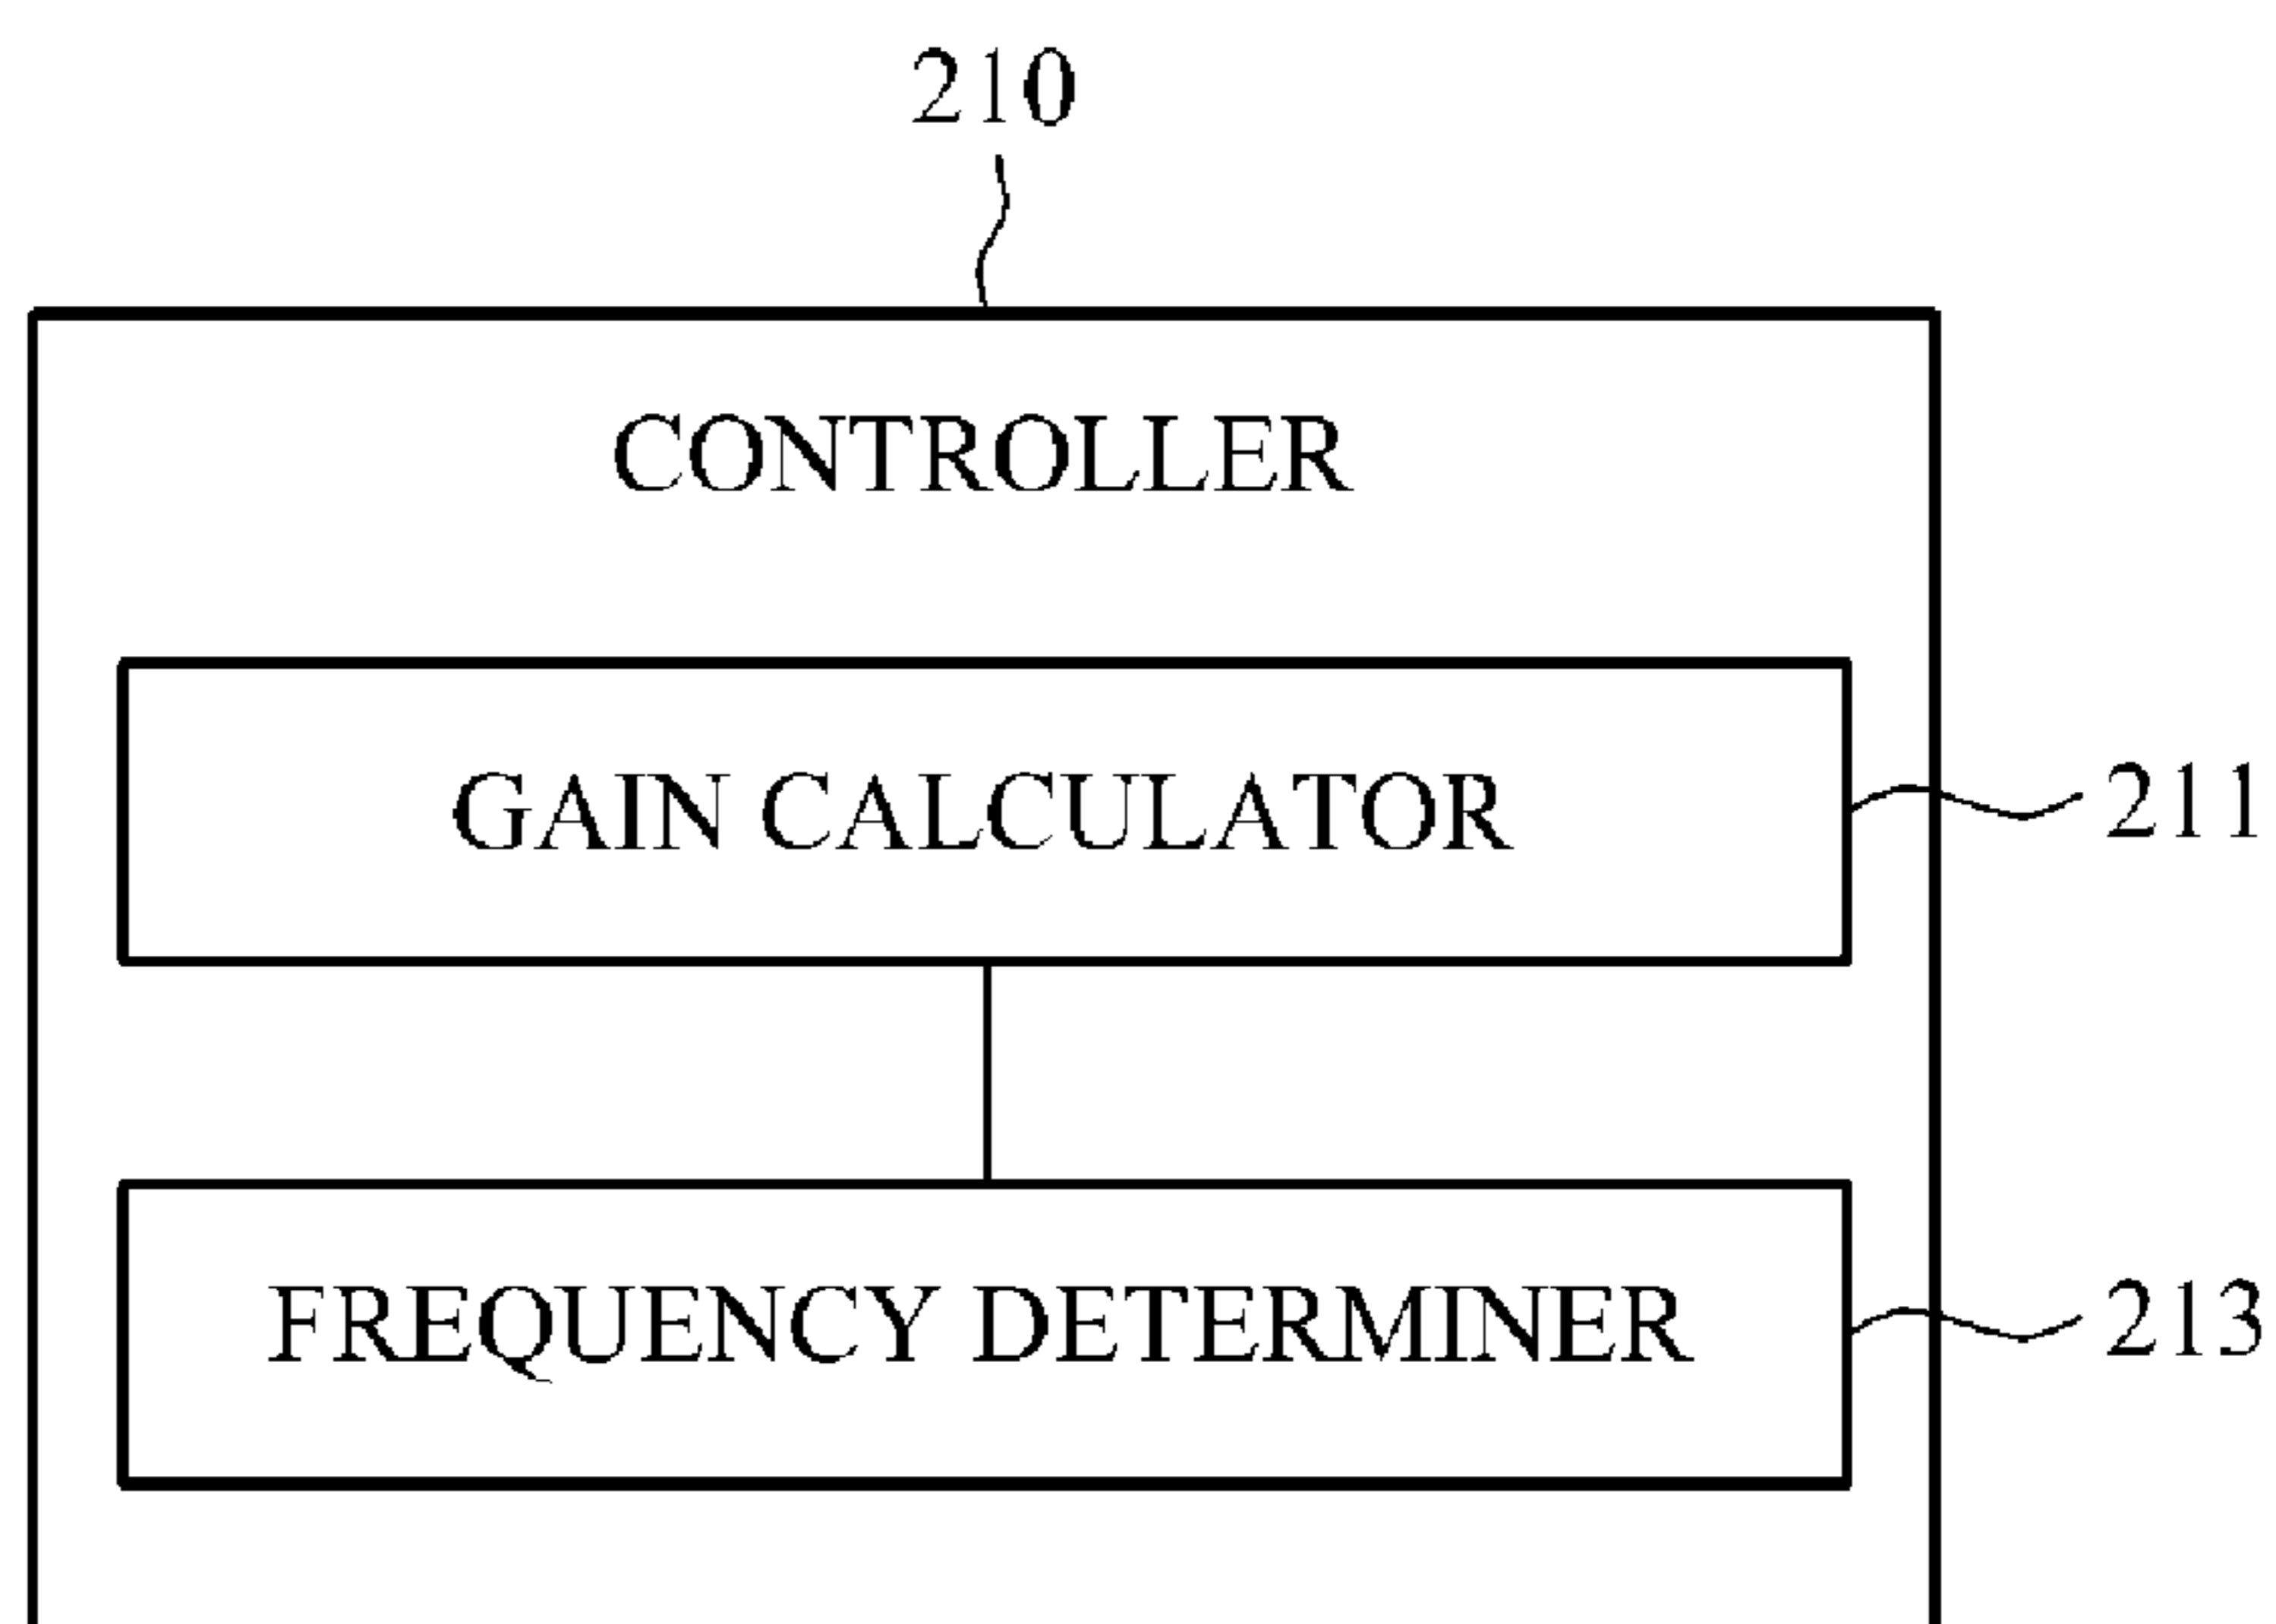 210
CONTROLLER
GAIN CALCULATOR
211
FREQUENCY DETERMINER
213